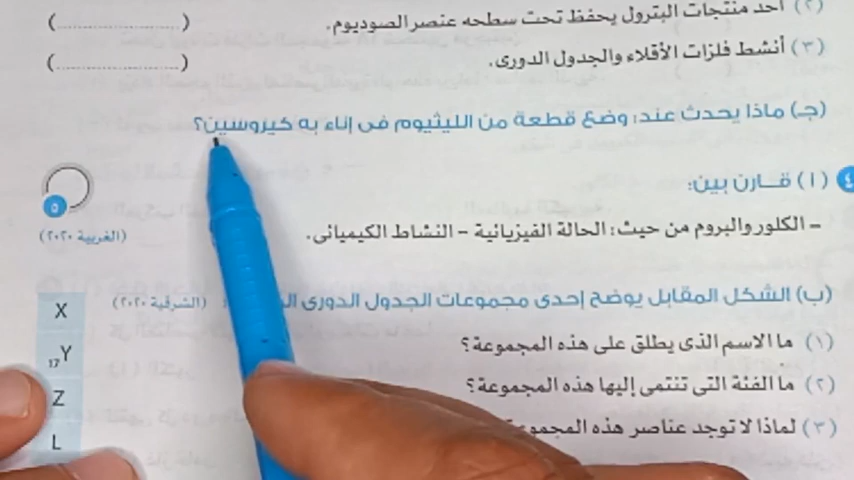 (٢) أحد منتجات البترول يحفظ تحت سطحه عنصر الصوديوم. (....................)
(٣) أنشط فلزات الأقلاء والجدول الدورى. (....................)
(جـ) ماذا يحدث عند: وضع قطعة من الليثيوم فى إناء به كيروسين؟
٥
٤ (١) قــارن بين:
– الكلور والبروم من حيث: الحالة الفيزيائية – النشاط الكيميائى. (الغربية ٢٠٢٠)
(ب) الشكل المقابل يوضح إحدى مجموعات الجدول الدورى (الشرقية ٢٠٢٠)
(١) ما الاسم الذى يطلق على هذه المجموعة؟
(٢) ما الفئة التى تنتمى إليها هذه المجموعة؟
(٣) لماذا لا توجد عناصر هذه
X
₁₇Y
Z
L